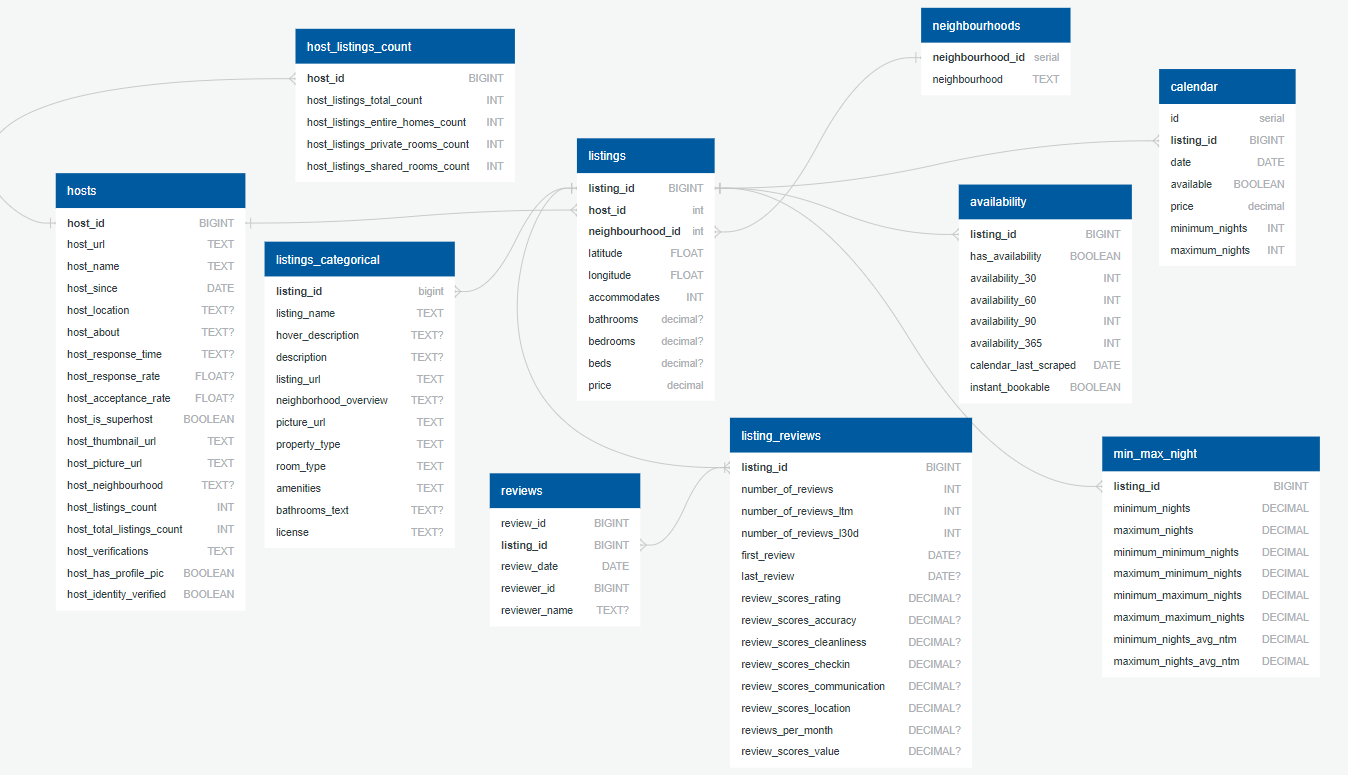 host_listings_count
host_id BIGINT
host_listings_total_count INT
host_listings_entire_homes_count INT
host_listings_private_rooms_count INT
host_listings_shared_rooms_count INT
neighbourhoods
neighbourhood_id serial
neighbourhood TEXT
calendar
id serial
listing_id BIGINT
date DATE
available BOOLEAN
price decimal
minimum_nights INT
maximum_nights INT
listings
listing_id BIGINT
host_id int
neighbourhood_id int
latitude FLOAT
longitude FLOAT
accommodates INT
bathrooms decimal?
bedrooms decimal?
beds decimal?
price decimal
hosts
host_id BIGINT
host_url TEXT
host_name TEXT
host_since DATE
host_location TEXT?
host_about TEXT?
host_response_time TEXT?
host_response_rate FLOAT?
host_acceptance_rate FLOAT?
host_is_superhost BOOLEAN
host_thumbnail_url TEXT
host_picture_url TEXT
host_neighbourhood TEXT?
host_listings_count INT
host_total_listings_count INT
host_verifications TEXT
host_has_profile_pic BOOLEAN
host_identity_verified BOOLEAN
availability
listing_id BIGINT
has_availability BOOLEAN
availability_30 INT
availability_60 INT
availability_90 INT
availability_365 INT
calendar_last_scraped DATE
instant_bookable BOOLEAN
listings_categorical
listing_id bigint
listing_name TEXT
hover_description TEXT?
description TEXT?
listing_url TEXT
neighborhood_overview TEXT?
picture_url TEXT
property_type TEXT
room_type TEXT
amenities TEXT
bathrooms_text TEXT?
license TEXT?
listing_reviews
listing_id BIGINT
number_of_reviews INT
number_of_reviews_ltm INT
number_of_reviews_l30d INT
first_review DATE?
last_review DATE?
review_scores_rating DECIMAL?
review_scores_accuracy DECIMAL?
review_scores_cleanliness DECIMAL?
review_scores_checkin DECIMAL?
review_scores_communication DECIMAL?
review_scores_location DECIMAL?
reviews_per_month DECIMAL?
review_scores_value DECIMAL?
min_max_night
listing_id BIGINT
minimum_nights DECIMAL
maximum_nights DECIMAL
minimum_minimum_nights DECIMAL
maximum_minimum_nights DECIMAL
minimum_maximum_nights DECIMAL
maximum_maximum_nights DECIMAL
minimum_nights_avg_ntm DECIMAL
maximum_nights_avg_ntm DECIMAL
reviews
review_id BIGINT
listing_id BIGINT
review_date DATE
reviewer_id BIGINT
reviewer_name TEXT?